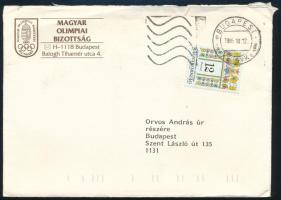 MAGYAR
OLIMPIAI
BIZOTTSÁG
H-1118 Budapest
Balogh Tihamér utca 4.
BUDAPEST
12
Orvos András úr
részére
Budapest
Szent László út 135
1131